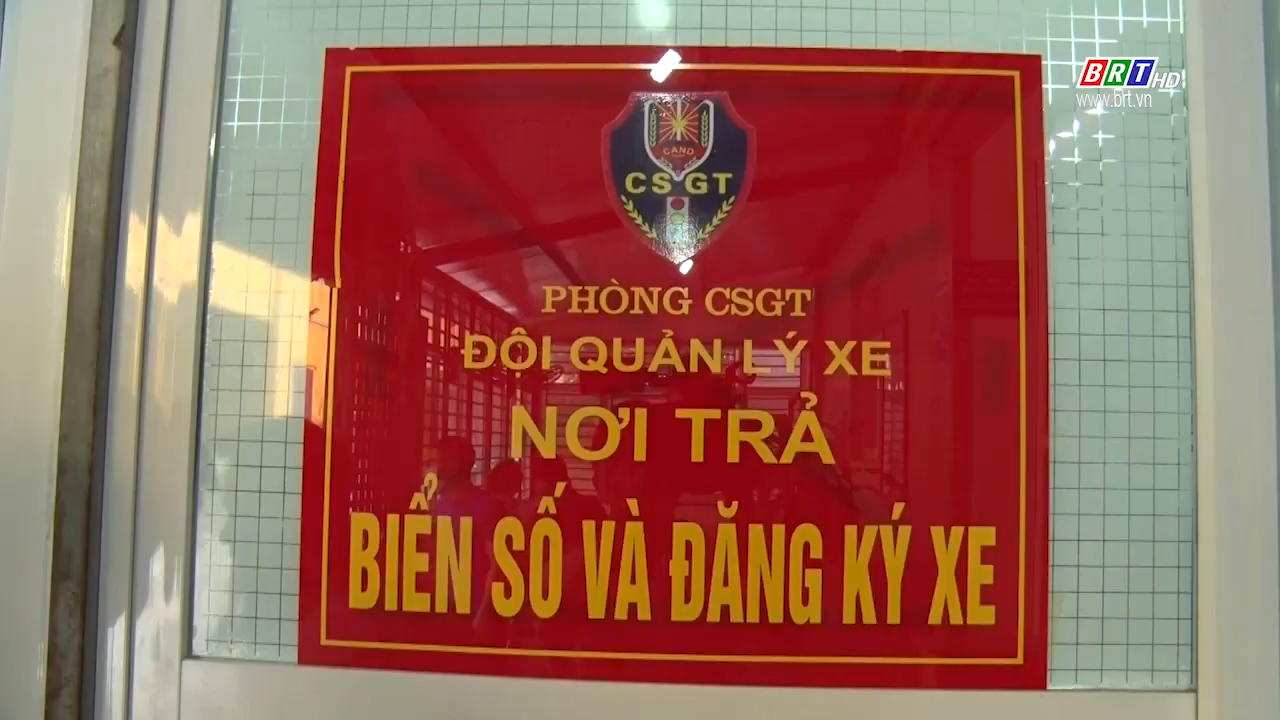 BRT HD
www.brt.vn
CAND
CSGT
PHÒNG CSGT
ĐỘI QUẢN LÝ XE
NƠI TRẢ
BIỂN SỐ VÀ ĐĂNG KÝ XE